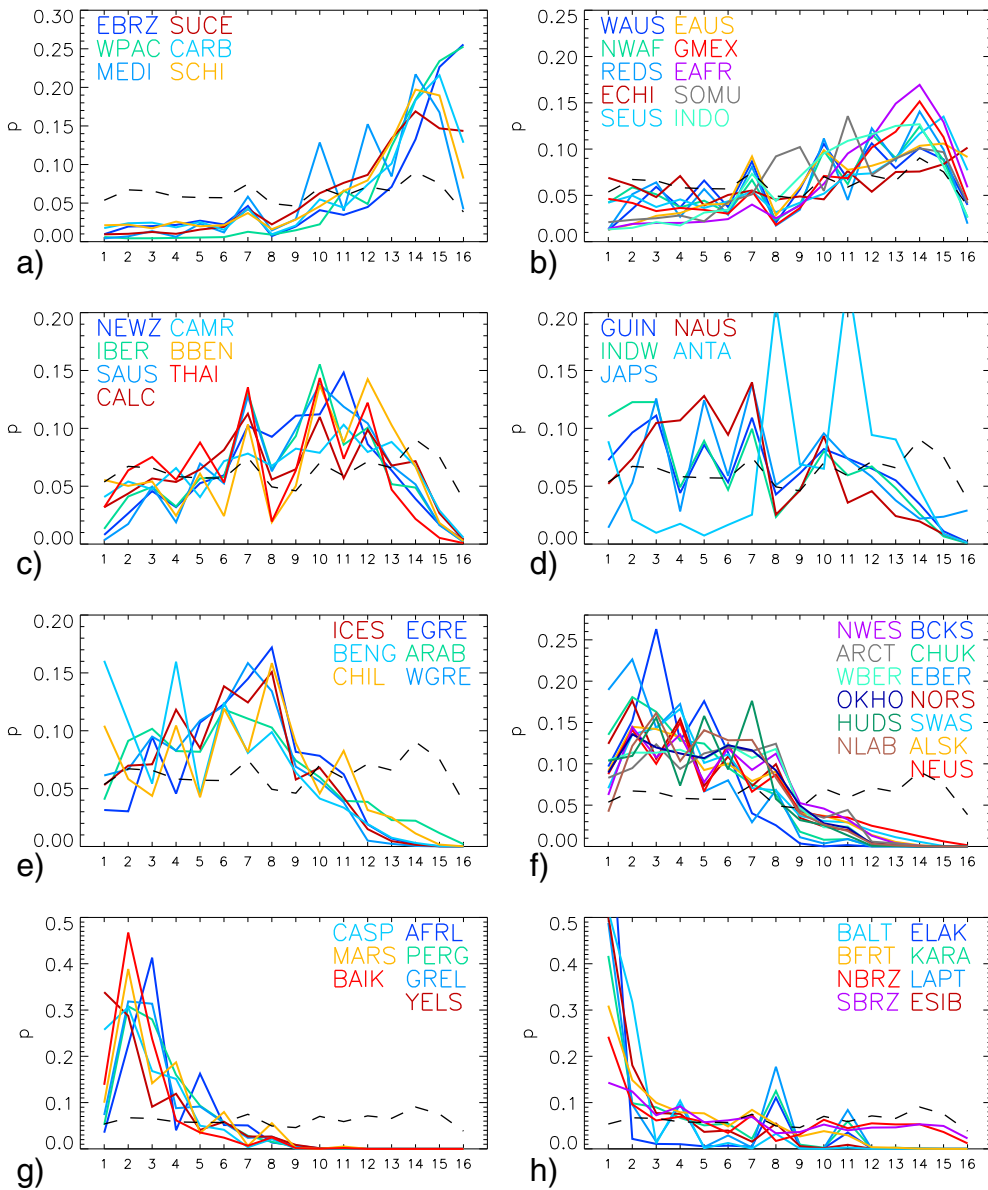 0.30
0.25
0.20
0.15
0.10
0.05
0.00
p
EBRZ SUCE
WPAC CARB
MEDI SCHI
1 2 3 4 5 6 7 8 9 10 11 12 13 14 15 16
a)
0.25
0.20
0.15
0.10
0.05
0.00
p
WAUS EAUS
NWAF GMEX
REDS EAFR
ECHI SOMU
SEUS INDO
1 2 3 4 5 6 7 8 9 10 11 12 13 14 15 16
b)
0.20
0.15
0.10
0.05
0.00
p
NEWZ CAMR
IBER BBEN
SAUS THAI
CALC
1 2 3 4 5 6 7 8 9 10 11 12 13 14 15 16
c)
0.20
0.15
0.10
0.05
0.00
p
GUIN NAUS
INDW ANTA
JAPS
1 2 3 4 5 6 7 8 9 10 11 12 13 14 15 16
d)
0.20
0.15
0.10
0.05
0.00
p
ICES EGRE
BENG ARAB
CHIL WGRE
1 2 3 4 5 6 7 8 9 10 11 12 13 14 15 16
e)
0.25
0.20
0.15
0.10
0.05
0.00
p
NWES BCKS
ARCT CHUK
WBER EBER
OKHO NORS
HUDS SWAS
NLAB ALSK
NEUS
1 2 3 4 5 6 7 8 9 10 11 12 13 14 15 16
f)
0.5
0.4
0.3
0.2
0.1
0.0
p
CASP AFRL
MARS PERG
BAIK GREL
YELS
1 2 3 4 5 6 7 8 9 10 11 12 13 14 15 16
g)
0.5
0.4
0.3
0.2
0.1
0.0
p
BALT ELAK
BFRT KARA
NBRZ LAPT
SBRZ ESIB
1 2 3 4 5 6 7 8 9 10 11 12 13 14 15 16
h)